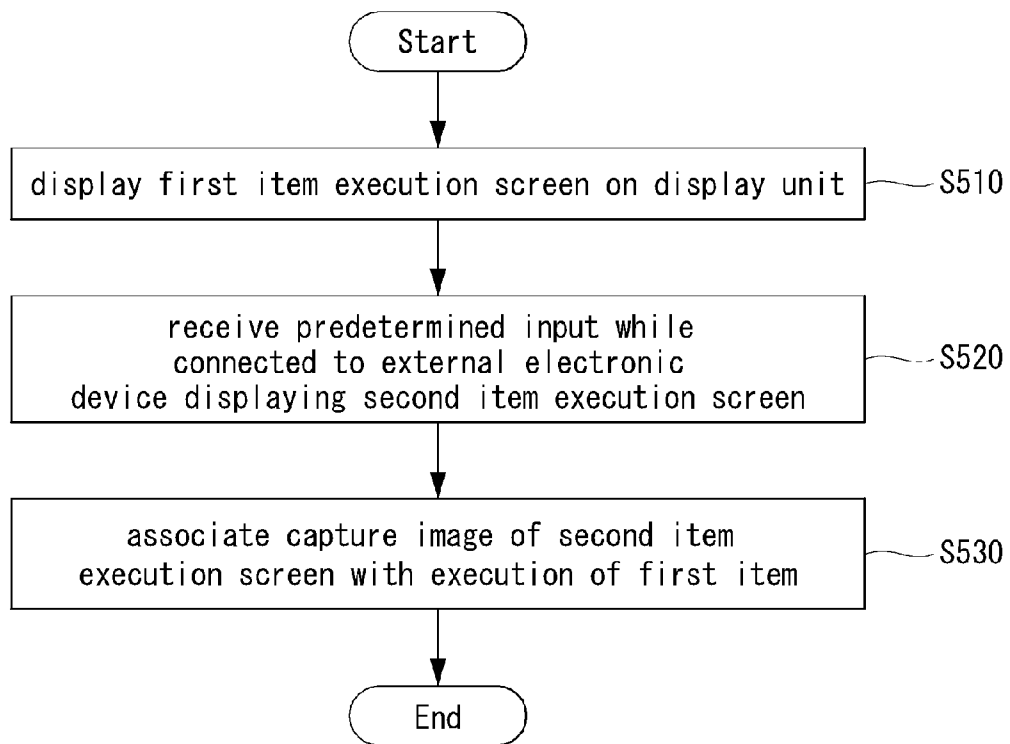 Start
display first item execution screen on display unit
S510
receive predetermined input while
connected to external electronic
device displaying second item execution screen
S520
associate capture image of second item
execution screen with execution of first item
S530
End